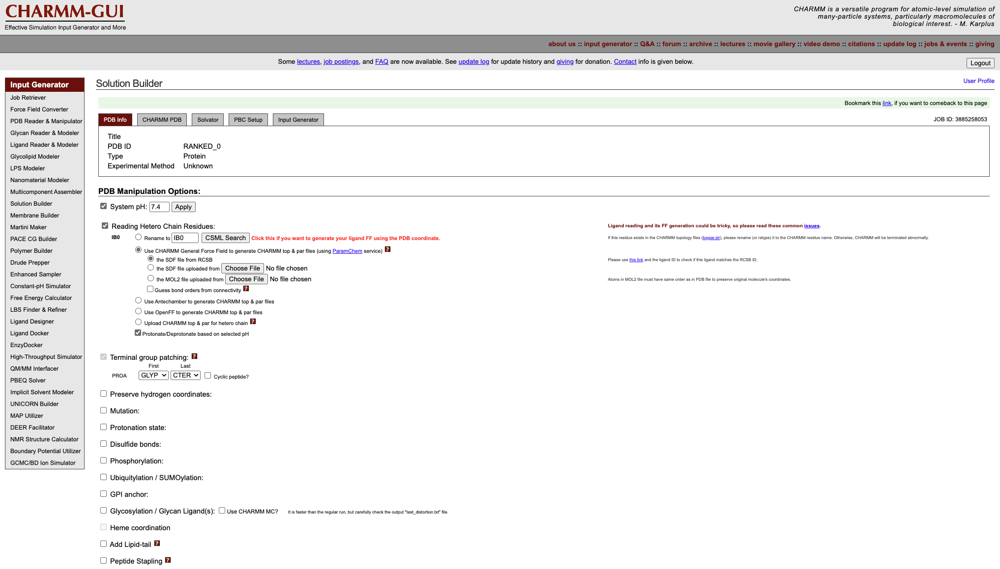 CHARMM-GUI
Effective Simulation Input Generator and More
CHARMM is a versatile program for atomic-level simulation of
many-particle systems, particularly macromolecules of
biological interest. - M. Karplus
about us :: input generator :: Q&A :: forum :: archive :: lectures :: movie gallery :: video demo :: citations :: update log :: jobs & events :: giving
Some lectures, job postings, and FAQ are now available. See update log for update history and giving for donation. Contact info is given below.
Logout
Input Generator
Job Retriever
Force Field Converter
PDB Reader & Manipulator
Glycan Reader & Modeler
Ligand Reader & Modeler
Glycolipid Modeler
LPS Modeler
Nanomaterial Modeler
Multicomponent Assembler
Solution Builder
Membrane Builder
Martini Maker
PACE CG Builder
Polymer Builder
Drude Prepper
Enhanced Sampler
Constant-pH Simulator
Free Energy Calculator
LBS Finder & Refiner
Ligand Designer
Ligand Docker
EnzyDocker
High-Throughput Simulator
QM/MM Interfacer
PBEQ Solver
Implicit Solvent Modeler
UNICORN Builder
MAP Utilizer
DEER Facilitator
NMR Structure Calculator
Boundary Potential Utilizer
GCMC/BD Ion Simulator
Solution Builder
User Profile
Bookmark this link, if you want to comeback to this page
PDB Info CHARMM PDB Solvator PBC Setup Input Generator
JOB ID: 3885258053
Title
PDB ID RANKED_0
Type Protein
Experimental Method Unknown
PDB Manipulation Options:
System pH: 7.4 Apply
Reading Hetero Chain Residues:
Ligand reading and its FF generation could be tricky, so please read these common issues.
IB0 Rename to IB0 CSML Search Click this if you want to generate your ligand FF using the PDB coordinate.
If this residue exists in the CHARMM topology files (toppar.str), please rename (or retype) it to the CHARMM residue name. Otherwise, CHARMM will be terminated abnormally.
Use CHARMM General Force Field to generate CHARMM top & par files (using ParamChem service) ?
the SDF file from RCSB
Please use this link and the ligand ID to check if this ligand matches the RCSB ID.
the SDF file uploaded from Choose File No file chosen
the MOL2 file uploaded from Choose File No file chosen
Atoms in MOL2 file must have same order as in PDB file to preserve original molecule's coordinates.
Guess bond orders from connectivity ?
Use Antechamber to generate CHARMM top & par files
Use OpenFF to generate CHARMM top & par files
Upload CHARMM top & par for hetero chain ?
Protonate/Deprotonate based on selected pH
Terminal group patching: ?
First Last
PROA GLYP CTER Cyclic peptide?
Preserve hydrogen coordinates:
Mutation:
Protonation state:
Disulfide bonds:
Phosphorylation:
Ubiquitylation / SUMOylation:
GPI anchor:
Glycosylation / Glycan Ligand(s): Use CHARMM MC? It is faster than the regular run, but carefully check the output "test_distortion.txt" file.
Heme coordination
Add Lipid-tail ?
Peptide Stapling ?